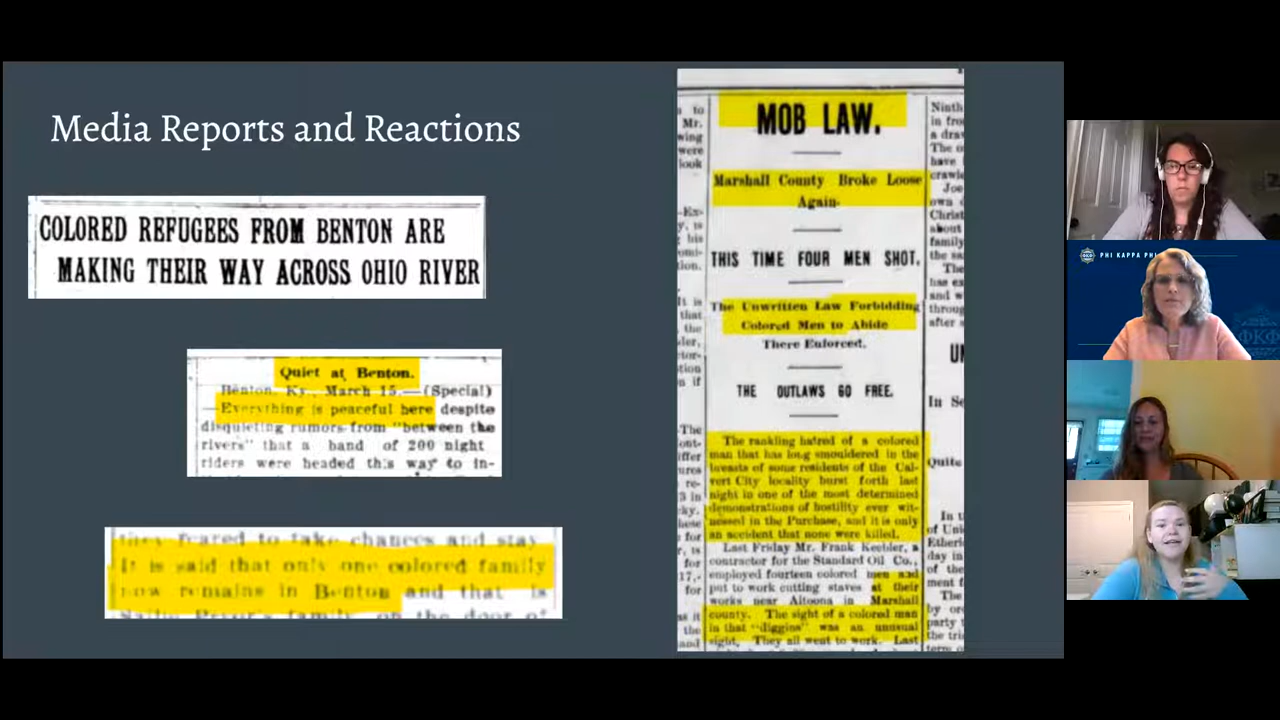 Media Reports and Reactions
COLORED REFUGEES FROM BENTON ARE
MAKING THEIR WAY ACROSS OHIO RIVER
Quiet at Benton.
Benton, Ky. March 15.—(Special)
—Everything is peaceful here despite
disquieting rumors from "between the
rivers" that a band of 200 night
riders were headed this way to in-
they feared to take chances and stay
It is said that only one colored family
now remains in Benton and that is
family on the door of
MOB LAW.
Marshall County Broke Loose
Again.
THIS TIME FOUR MEN SHOT.
The Unwritten Law Forbidding
Colored Men to Abide
There Enforced.
THE OUTLAWS GO FREE.
The rankling hatred of a colored
man that has long smouldered in the
breasts of some residents of the Cal-
vert City locality burst forth last
night in one of the most determined
demonstrations of hostility ever wit-
nessed in the Purchase, and it is only
an accident that none were killed.
Last Friday Mr. Frank Keebler, a
contractor for the Standard Oil Co.,
employed fourteen colored men and
put to work cutting staves at their
works near Altoona in Marshall
county. The sight of a colored man
in that "diggins" was an unusual
sight. They all went to work. Last
PHI KAPPA PHI
ΦΚΦ